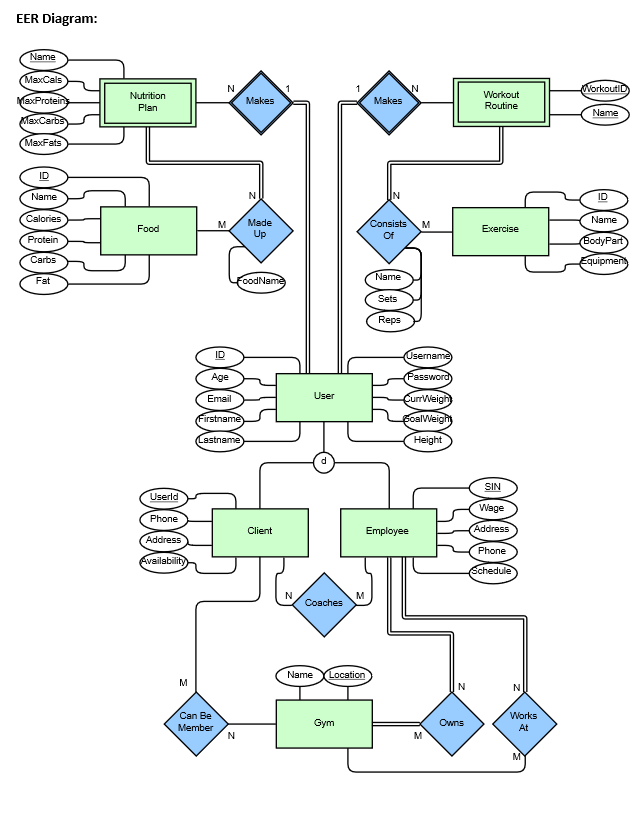 EER Diagram:
Name
MaxCals
MaxProteins
MaxCarbs
MaxFats
Nutrition
Plan
N
Makes
1
1
Makes
N
Workout
Routine
WorkoutID
Name
ID
Name
Calories
Protein
Carbs
Fat
Food
M
N
Made
Up
FoodName
N
Consists
Of
M
Exercise
ID
Name
BodyPart
Equipment
Name
Sets
Reps
ID
Age
Email
Firstname
Lastname
User
Username
Password
CurrWeight
GoalWeight
Height
d
UserId
Phone
Address
Availability
Client
Employee
SIN
Wage
Address
Phone
Schedule
N
Coaches
M
Name
Location
M
Can Be
Member
N
Gym
M
N
Owns
N
Works
At
M